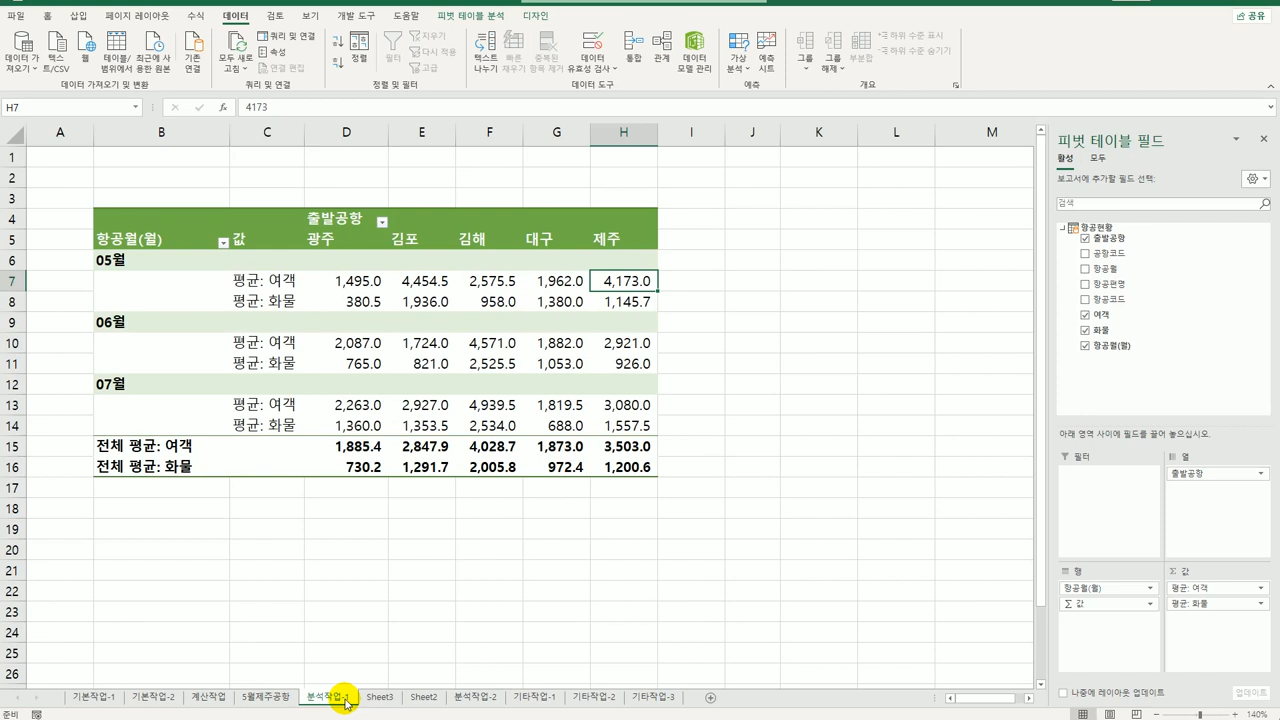 파일 홈 삽입 페이지 레이아웃 수식 데이터 검토 보기 개발 도구 도움말 피벗 테이블 분석 디자인 공유
데이터 가져오기 텍스트/CSV 웹 테이블/범위에서 최근에 사용한 원본 기존 연결
데이터 가져오기 및 변환
모두 새로 고침 쿼리 및 연결 속성 연결 편집
쿼리 및 연결
정렬 필터 지우기 다시 적용 고급
정렬 및 필터
텍스트 나누기 빠른 채우기 중복된 항목 제거 데이터 유효성 검사 통합 관계 데이터 모델 관리
데이터 도구
가상 분석 예측 시트
예측
그룹 그룹 해제 부분합 하위 수준 표시 하위 수준 숨기기
개요
H7 fx 4173
A B C D E F G H I J K L M
1
2
3
4 출발공항
5 항공월(월) 값 광주 김포 김해 대구 제주
6 05월
7 평균: 여객 1,495.0 4,454.5 2,575.5 1,962.0 4,173.0
8 평균: 화물 380.5 1,936.0 958.0 1,380.0 1,145.7
9 06월
10 평균: 여객 2,087.0 1,724.0 4,571.0 1,882.0 2,921.0
11 평균: 화물 765.0 821.0 2,525.5 1,053.0 926.0
12 07월
13 평균: 여객 2,263.0 2,927.0 4,939.5 1,819.5 3,080.0
14 평균: 화물 1,360.0 1,353.5 2,534.0 688.0 1,557.5
15 전체 평균: 여객 1,885.4 2,847.9 4,028.7 1,873.0 3,503.0
16 전체 평균: 화물 730.2 1,291.7 2,005.8 972.4 1,200.6
17
18
19
20
21
22
23
24
25
26
피벗 테이블 필드
활성 모두
보고서에 추가할 필드 선택:
검색
항공현황
출발공항
공항코드
항공월
항공편명
항공코드
여객
화물
항공월(월)
아래 영역 사이에 필드를 끌어 놓으십시오.
필터 열
출발공항
행 Σ 값
항공월(월) 평균: 여객
Σ 값 평균: 화물
나중에 레이아웃 업데이트 업데이트
기본작업-1 기본작업-2 계산작업 5월제주공항 분석작업-1 Sheet3 Sheet2 분석작업-2 기타작업-1 기타작업-2 기타작업-3
준비 140%